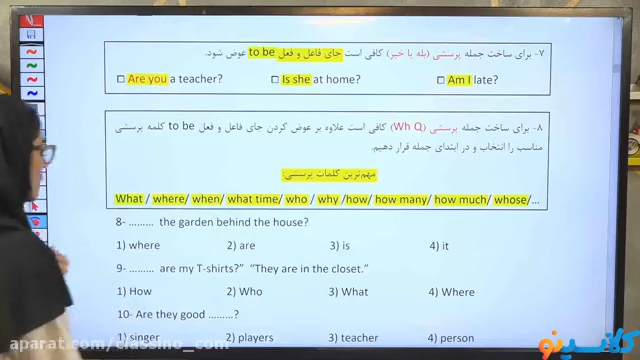 ۷- برای ساخت جمله پرسشی (بله یا خیر) کافی است جای فاعل و فعل to be عوض شود.
☐ Are you a teacher? ☐ Is she at home? ☐ Am I late?
۸- برای ساخت جمله پرسشی (Wh Q) کافی است علاوه بر عوض کردن جای فاعل و فعل to be کلمه پرسشی
مناسب را انتخاب و در ابتدای جمله قرار دهیم.
مهم‌ترین کلمات پرسشی:
What / where/ when/ what time/ who / why /how/ how many/ how much/ whose/...
8- ......... the garden behind the house?
1) where 2) are 3) is 4) it
9- ......... are my T-shirts?" "They are in the closet."
1) How 2) Who 3) What 4) Where
10- Are they good .........?
1) singer 2) players 3) teacher 4) person
aparat.com/classino_com
کلاسینو